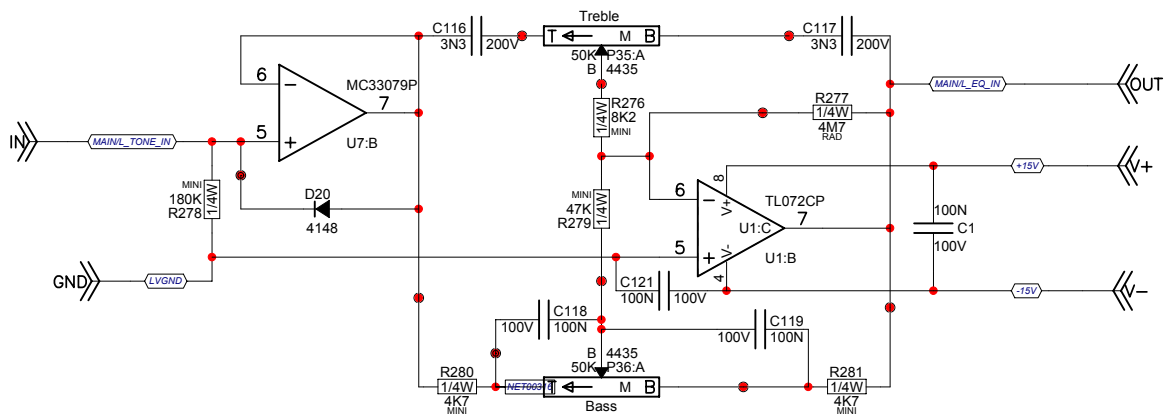 Treble
C116
3N3
200V
T
M
B
50K
P35:A
B
4435
C117
3N3
200V
6
MC33079P
7
5
U7:B
IN
MAIN/L_TONE_IN
R276
8K2
MINI
1/4W
R277
1/4W
4M7
RAD
MAIN/L_EQ_IN
OUT
MINI
180K
R278
1/4W
D20
4148
MINI
47K
R279
1/4W
8
6
V+
TL072CP
7
U1:C
5
V-
U1:B
4
+15V
V+
100N
C1
100V
GND
LVGND
C121
100N
100V
-15V
V-
C118
100V
100N
C119
100V
100N
B
4435
50K
P36:A
R280
1/4W
4K7
MINI
NET00316
T
M
B
Bass
R281
1/4W
4K7
MINI